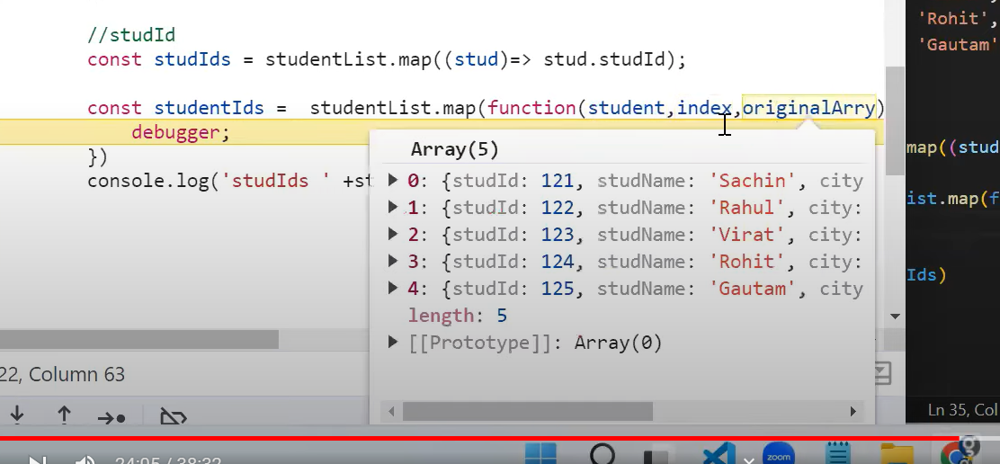 //studId
const studIds = studentList.map((stud)=> stud.studId);
const studentIds = studentList.map(function(student,index,originalArry)
debugger;
})
console.log('studIds ' +st
Array(5)
0: {studId: 121, studName: 'Sachin', city
1: {studId: 122, studName: 'Rahul', city:
2: {studId: 123, studName: 'Virat', city:
3: {studId: 124, studName: 'Rohit', city:
4: {studId: 125, studName: 'Gautam', city
length: 5
[[Prototype]]: Array(0)
22, Column 63
'Rohit',
'Gautam'
map((stud
ist.map(f
Ids)
Ln 35, Col
24:05 / 38:32
zoom